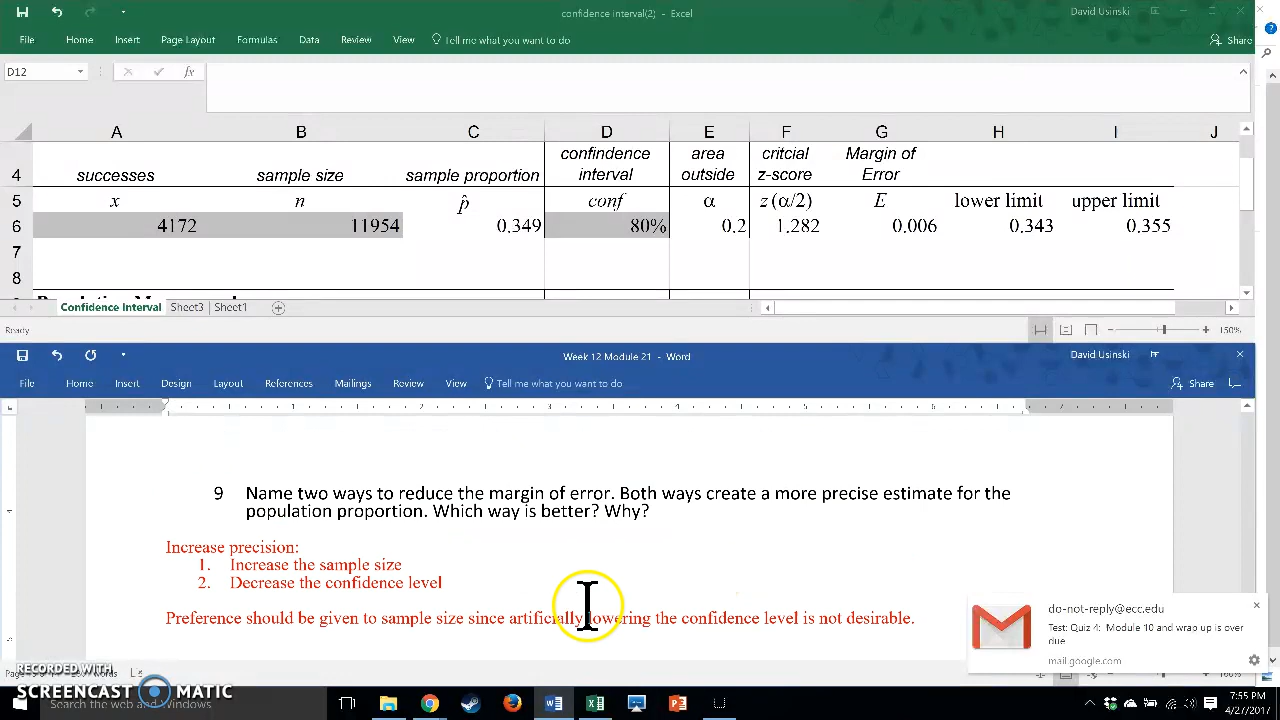 confidence interval(2) - Excel
David Usinski
File Home Insert Page Layout Formulas Data Review View Tell me what you want to do Share
D12 fx
A B C D E F G H I J
4 successes sample size sample proportion confindence interval area outside critcial z-score Margin of Error
5 x n p̂ conf α z (α/2) E lower limit upper limit
6 4172 11954 0.349 80% 0.2 1.282 0.006 0.343 0.355
7
8
Confidence Interval Sheet3 Sheet1
Ready 150%
Week 12 Module 21 - Word
David Usinski
File Home Insert Design Layout References Mailings Review View Tell me what you want to do Share
1 2 3 4 5 6 7
9 Name two ways to reduce the margin of error. Both ways create a more precise estimate for the
population proportion. Which way is better? Why?
Increase precision:
1. Increase the sample size
2. Decrease the confidence level
Preference should be given to sample size since artificially lowering the confidence level is not desirable.
do-not-reply@ecc.edu
Test: Quiz 4: Module 10 and wrap up is over
due
mail.google.com
RECORDED WITH
SCREENCAST MATIC
Search the web and Windows
7:55 PM
4/27/2017